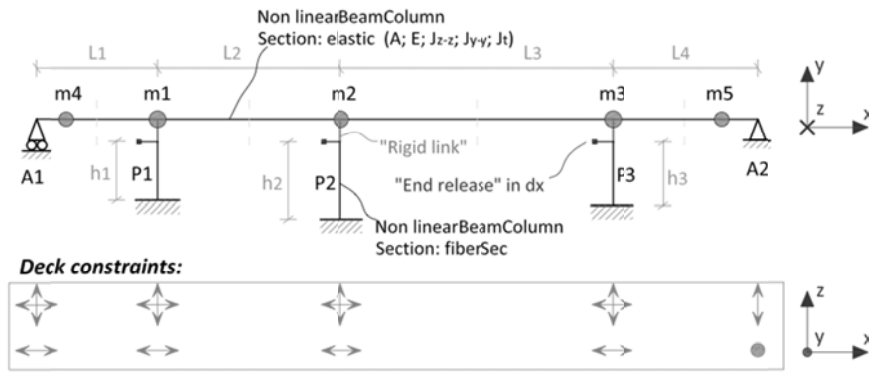 Non linearBeamColumn
Section: elastic (A; E; Jz-z; Jy-y; Jt)
L1 L2 L3 L4
m4 m1 m2 m3 m5
y
z
x
"Rigid link"
A1 h1 P1 h2 P2 "End release" in dx P3 h3 A2
Non linearBeamColumn
Section: fiberSec
Deck constraints:
z
y
x